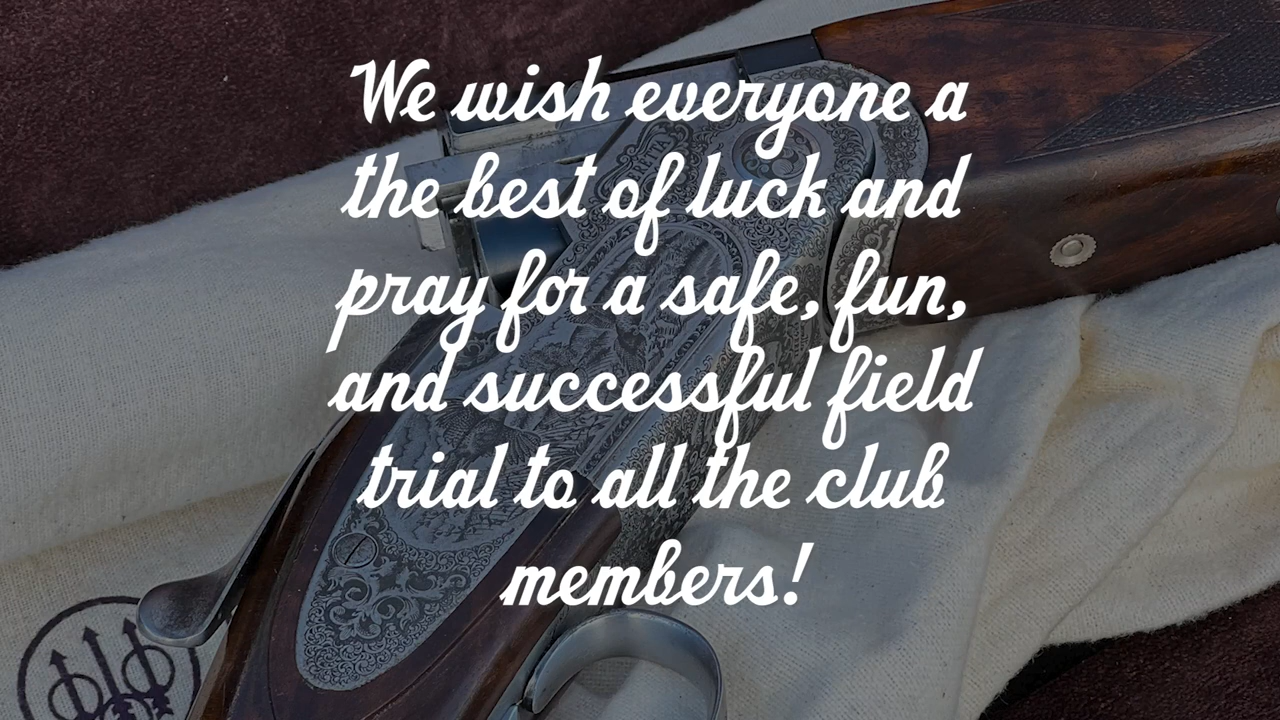 We wish everyone a
the best of luck and
pray for a safe, fun,
and successful field
trial to all the club
members!